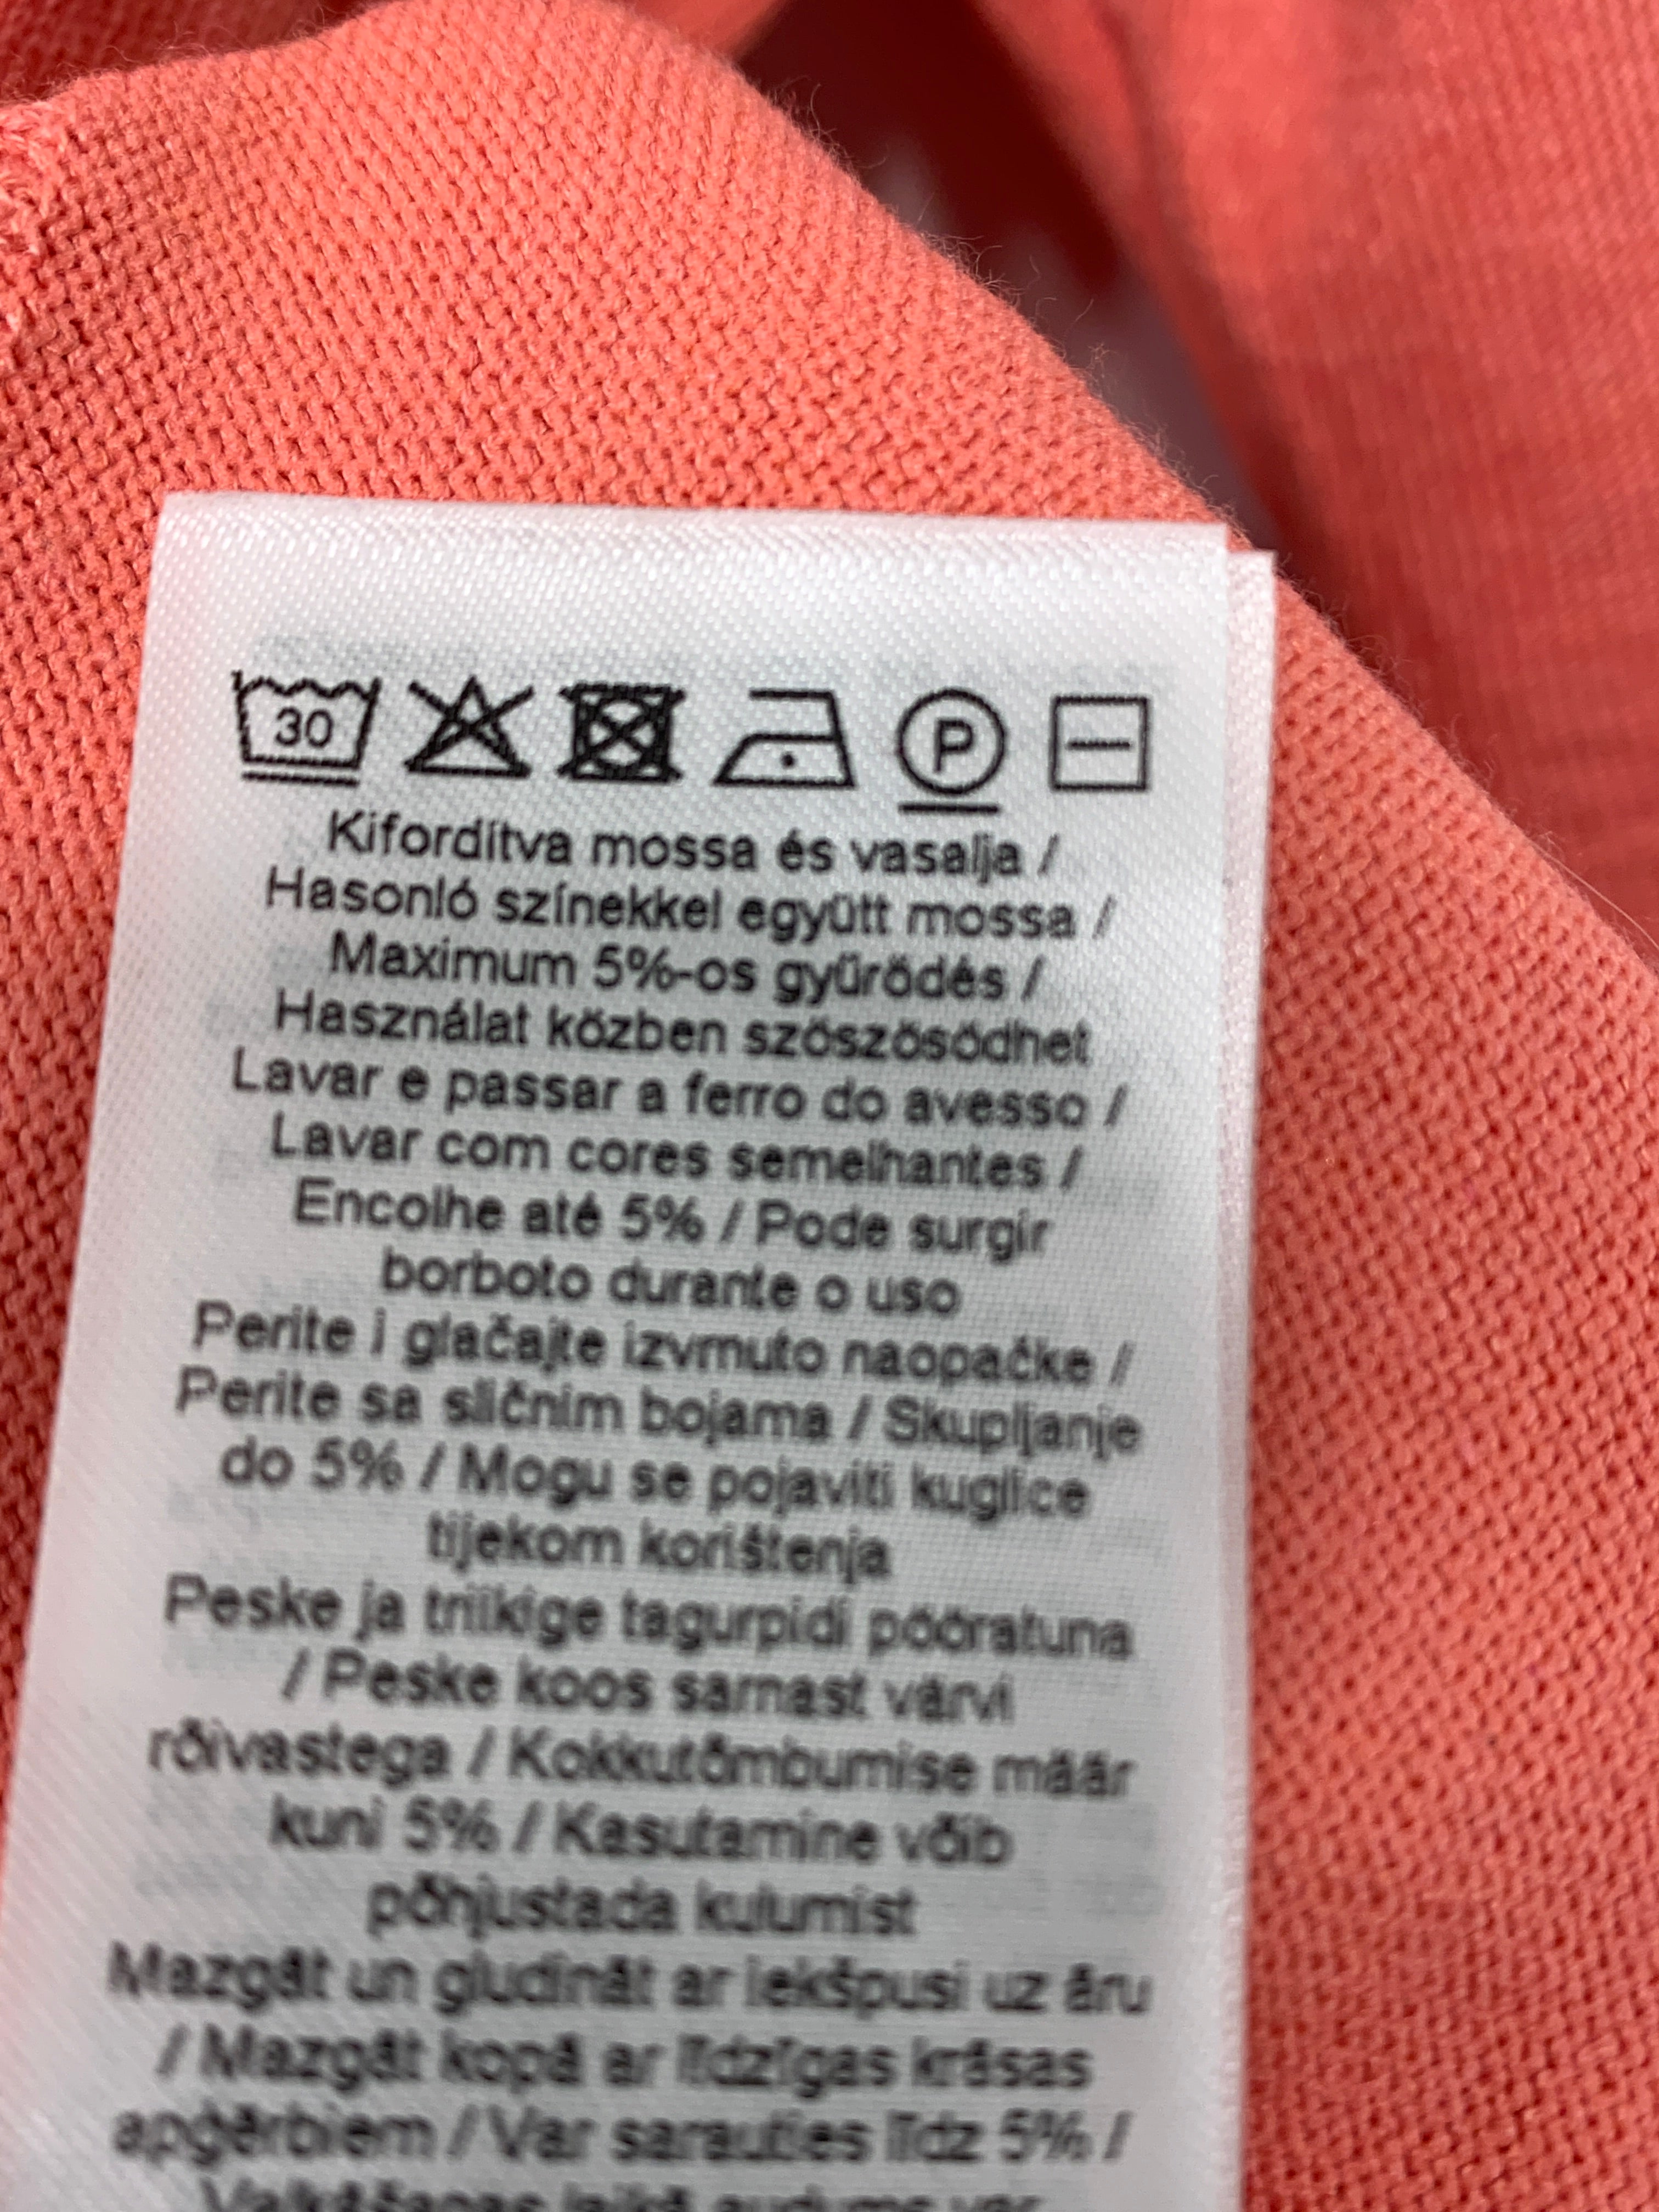 30 P
Kifordítva mossa és vasalja /
Hasonló színekkel együtt mossa /
Maximum 5%-os gyűrödés /
Használat közben szöszösödhet
Lavar e passar a ferro do avesso /
Lavar com cores semelhantes /
Encolhe até 5% / Pode surgir
borboto durante o uso
Perite i glačajte izvrnuto naopačke /
Perite sa sličnim bojama / Skupljanje
do 5% / Mogu se pojaviti kuglice
tijekom korištenja
Peske ja triikige tagurpidi pööratuna
/ Peske koos sarnast värvi
rõivastega / Kokkutõmbumise määr
kuni 5% / Kasutamine võib
põhjustada kulumist
Mazgāt un gludināt ar iekšpusi uz āru
/ Mazgāt kopā ar līdzīgas krāsas
apģērbiem / Var sarauties līdz 5% /